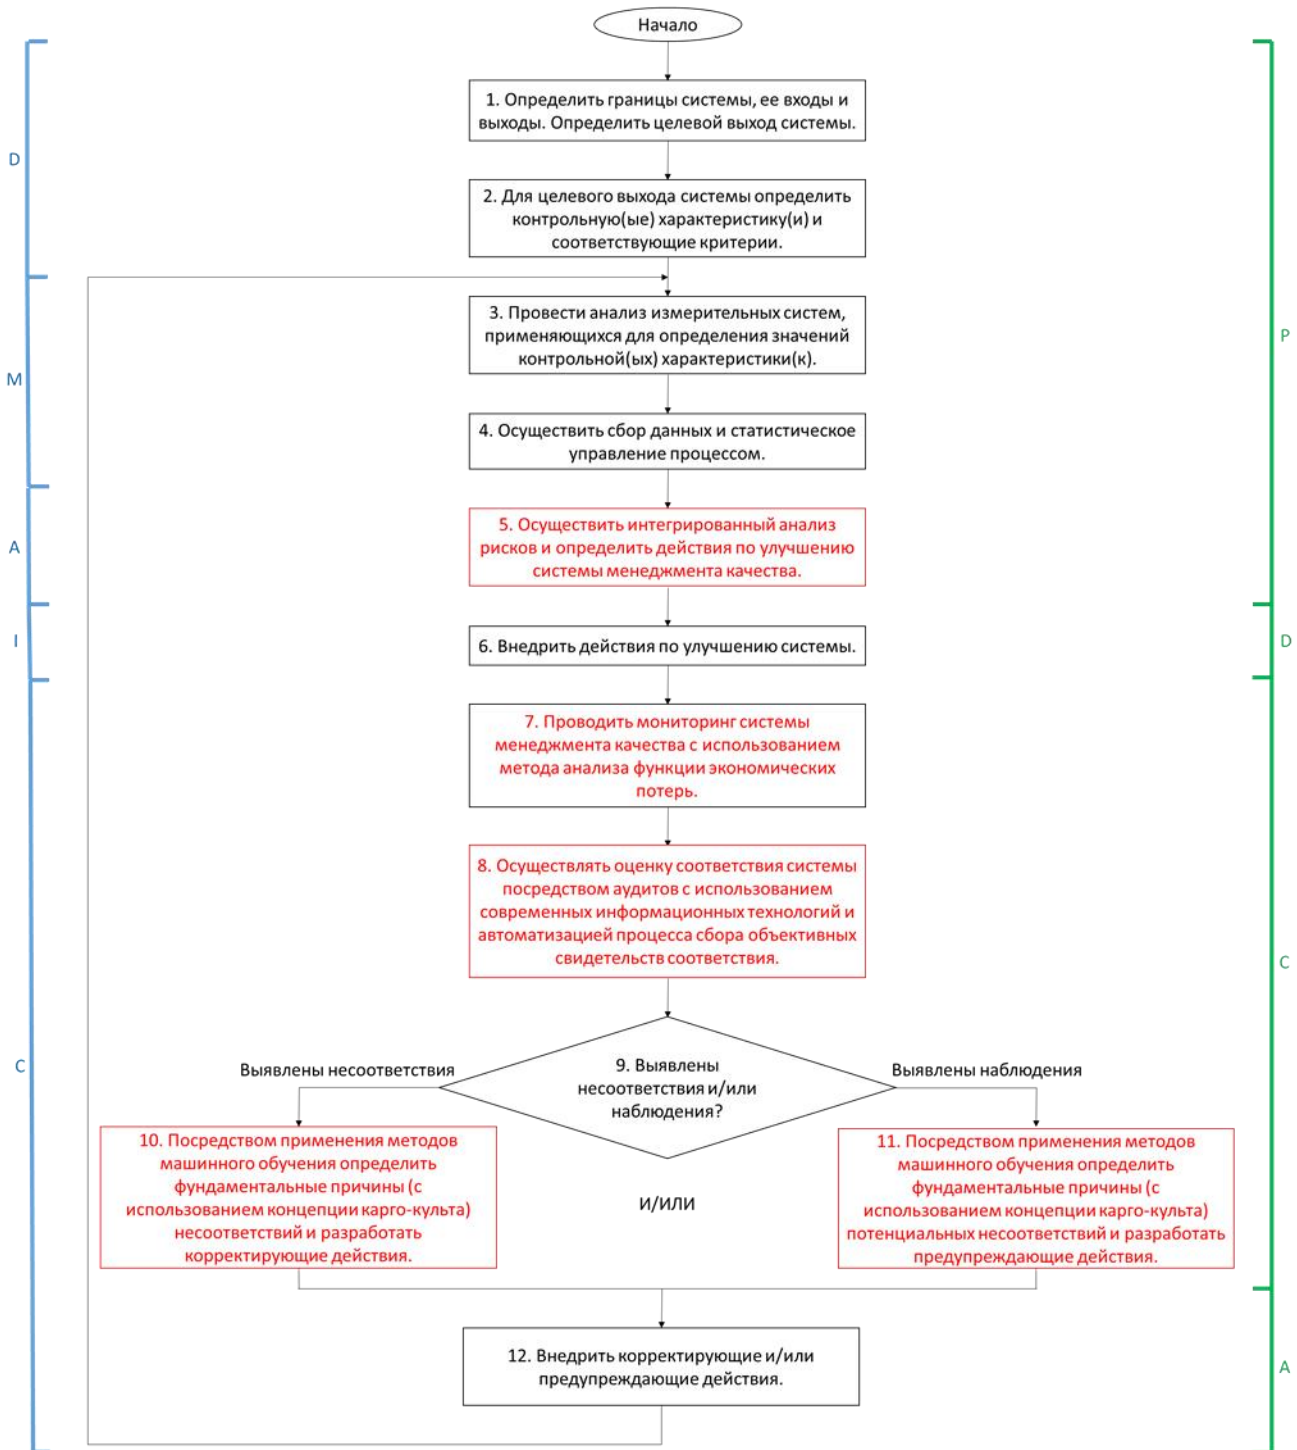 Начало
1. Определить границы системы, ее входы и
выходы. Определить целевой выход системы.
D
2. Для целевого выхода системы определить
контрольную(ые) характеристику(и) и
соответствующие критерии.
3. Провести анализ измерительных систем,
применяющихся для определения значений
контрольной(ых) характеристики(к).
P
M
4. Осуществить сбор данных и статистическое
управление процессом.
5. Осуществить интегрированный анализ
рисков и определить действия по улучшению
системы менеджмента качества.
A
I
6. Внедрить действия по улучшению системы.
D
7. Проводить мониторинг системы
менеджмента качества с использованием
метода анализа функции экономических
потерь.
8. Осуществлять оценку соответствия системы
посредством аудитов с использованием
современных информационных технологий и
автоматизацией процесса сбора объективных
свидетельств соответствия.
C
C
Выявлены несоответствия
9. Выявлены
несоответствия и/или
наблюдения?
Выявлены наблюдения
10. Посредством применения методов
машинного обучения определить
фундаментальные причины (с
использованием концепции карго-культа)
несоответствий и разработать
корректирующие действия.
И/ИЛИ
11. Посредством применения методов
машинного обучения определить
фундаментальные причины (с
использованием концепции карго-культа)
потенциальных несоответствий и разработать
предупреждающие действия.
12. Внедрить корректирующие и/или
предупреждающие действия.
A